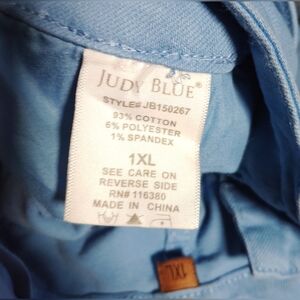 JUDY BLUE®
STYLE# JB150267
93% COTTON
6% POLYESTER
1% SPANDEX
1XL
SEE CARE ON
REVERSE SIDE
RN# 116380
MADE IN CHINA
1XL